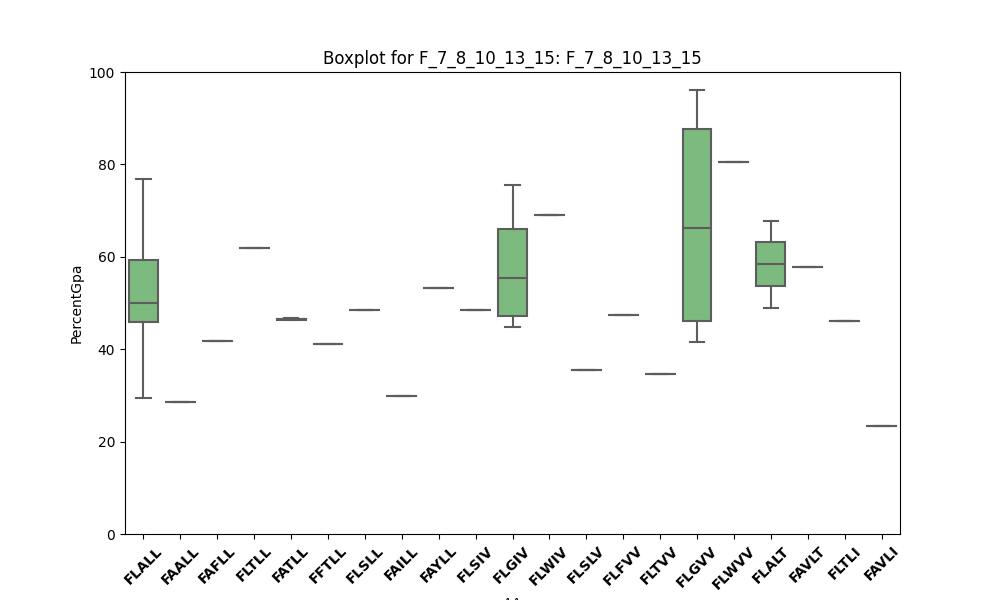 Boxplot for F_7_8_10_13_15: F_7_8_10_13_15
100
80
60
40
20
0
PercentGpa
FLALL FAALL FAFLL FLTLL FATLL FFTLL FLSLL FAILL FAYLL FLSIV FLGIV FLWIV FLSLV FLFVV FLTVV FLGVV FLWVV FLALT FAVLT FLTLI FAVLI